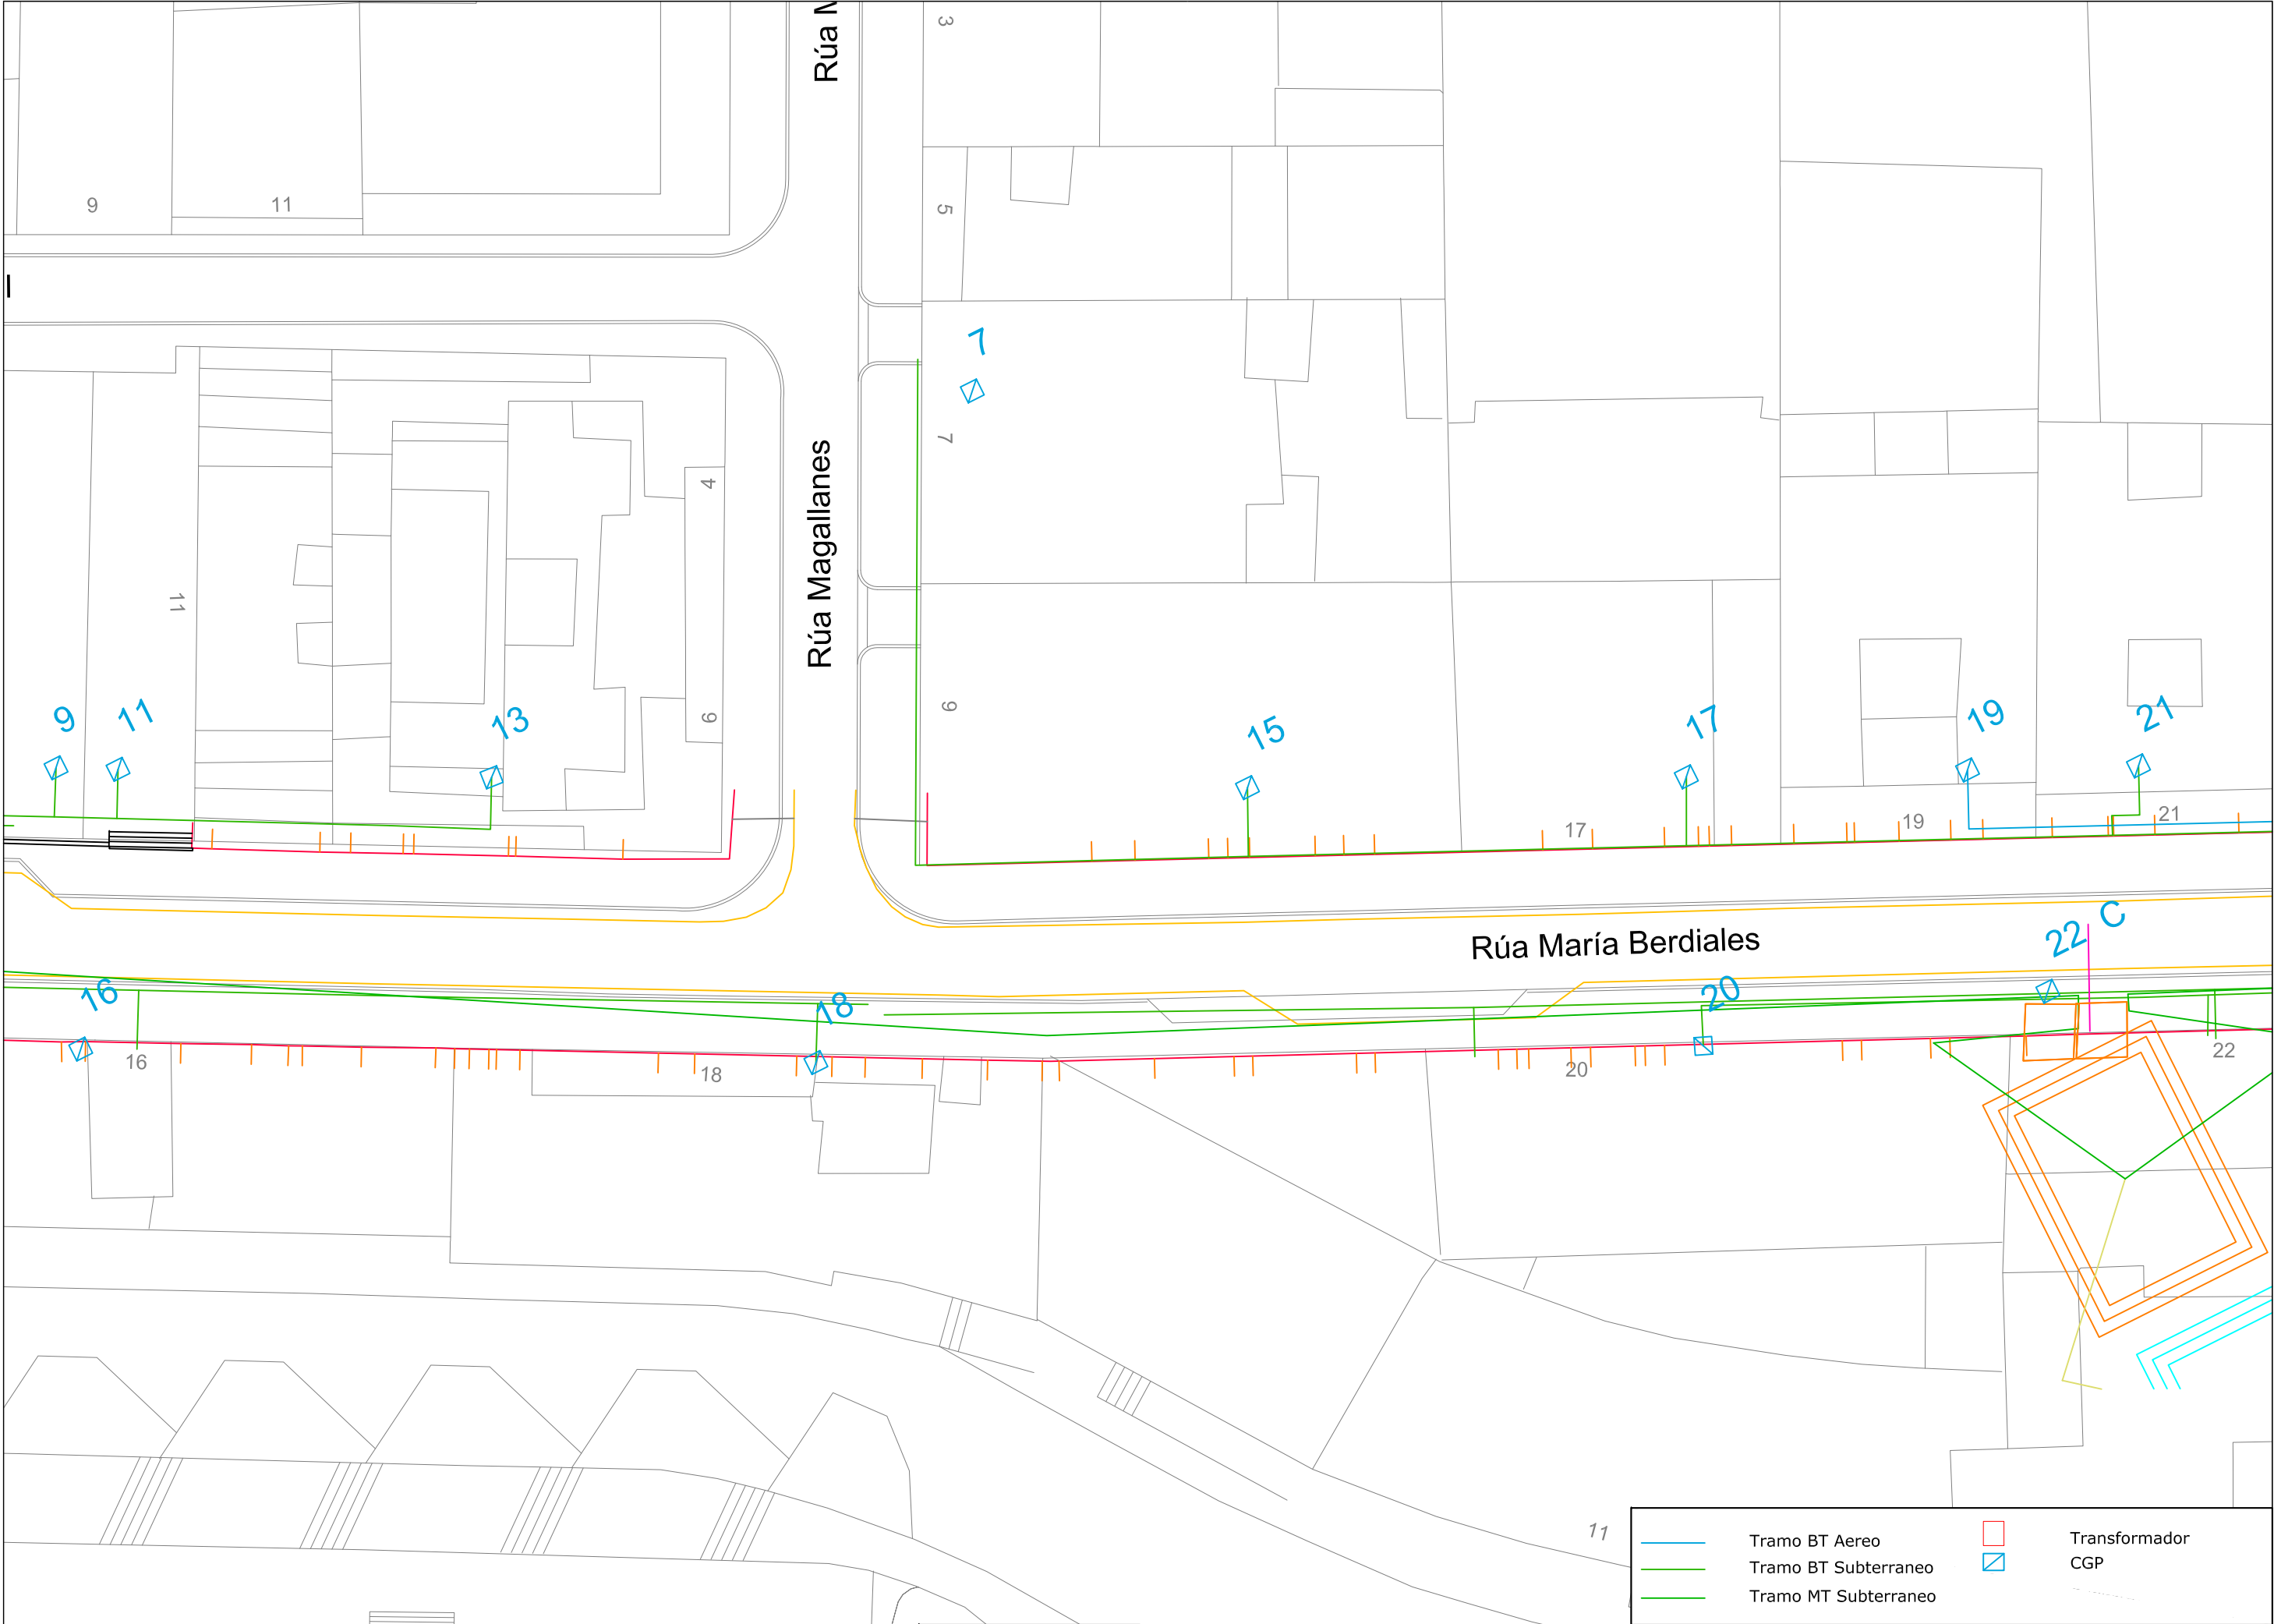 Rúa M
3
9
11
5
I
7
7
Rúa Magallanes
4
11
6
9
9
11
13
15
17
19
21
17
19
21
Rúa María Berdiales
22 C
16
18
20
16
18
20
22
11
Tramo BT Aereo
Transformador
Tramo BT Subterraneo
CGP
Tramo MT Subterraneo